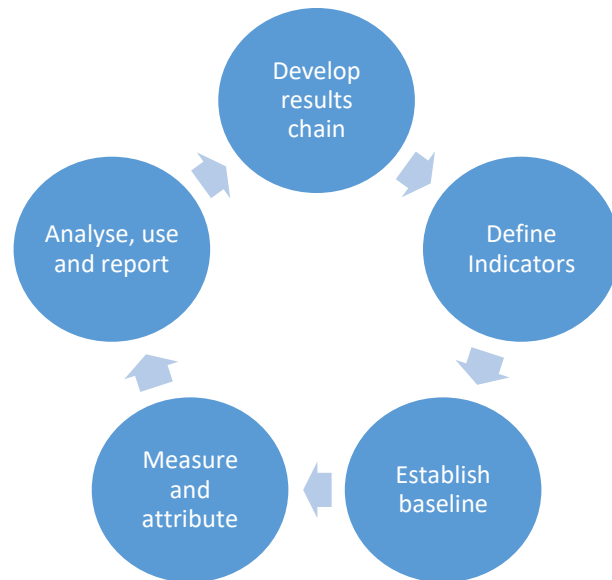 Develop
results
chain
Define
Indicators
Establish
baseline
Measure
and
attribute
Analyse, use
and report